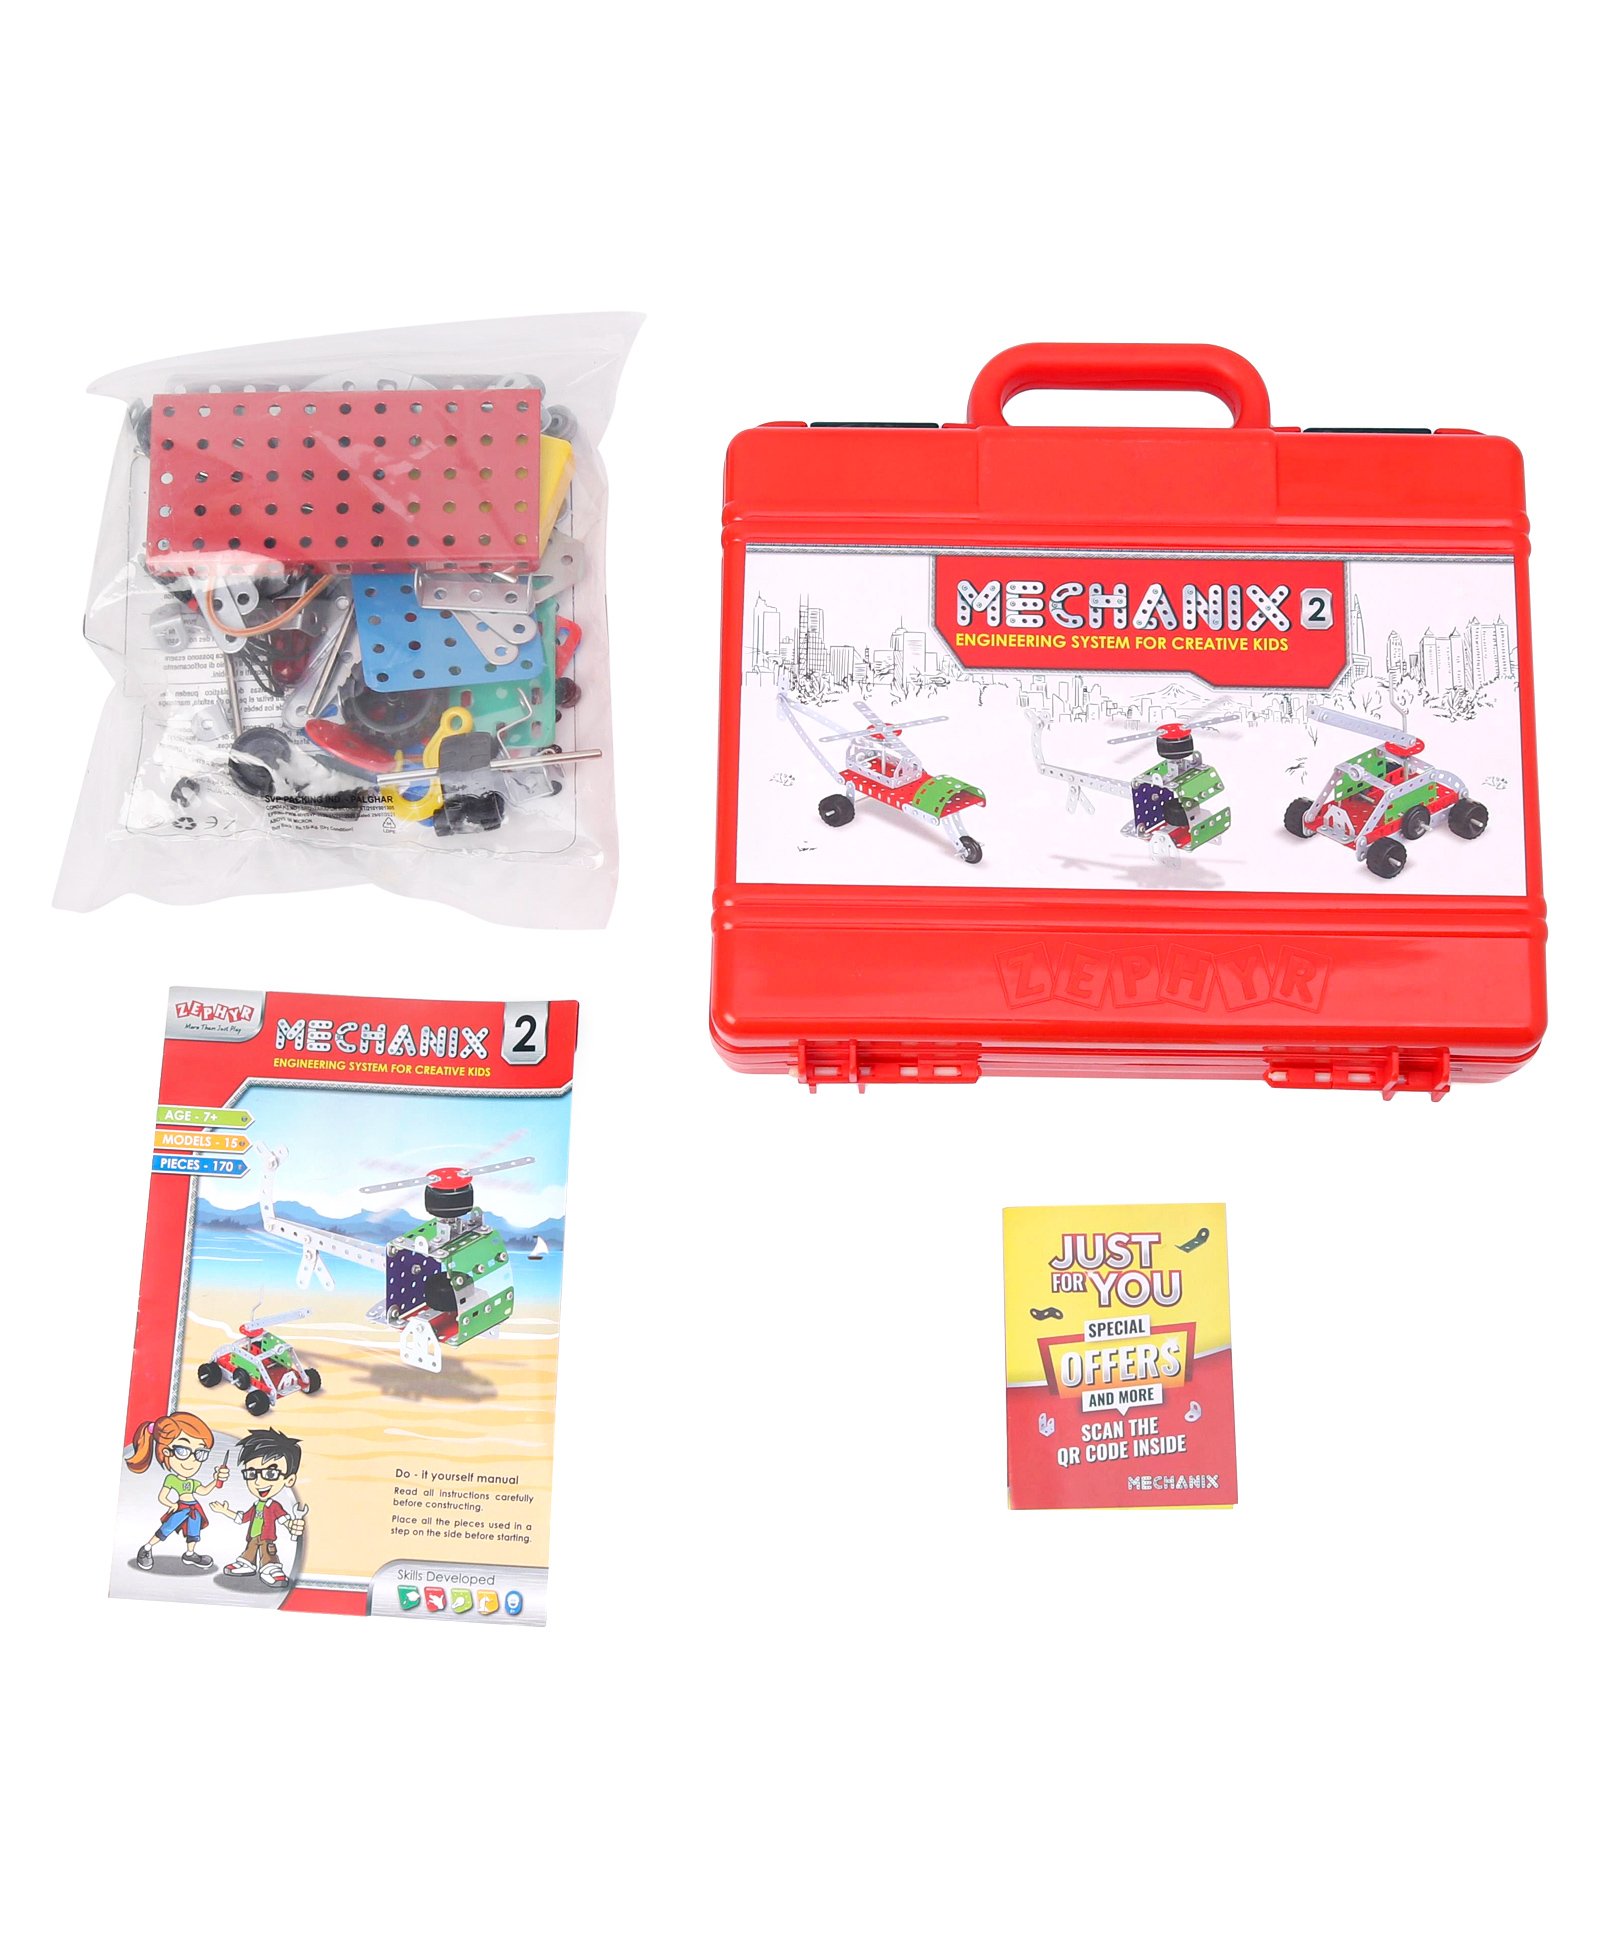 SVP PACKING IND. - PALGHAR
MECHANIX 2
ENGINEERING SYSTEM FOR CREATIVE KIDS
ZEPHYR
ZEPHYR
More Than Just Play
MECHANIX 2
ENGINEERING SYSTEM FOR CREATIVE KIDS
AGE - 7+
MODELS - 15
PIECES - 170
Do - it yourself manual
Read all instructions carefully
before constructing.
Place all the pieces used in a
step on the side before starting.
Skills Developed
JUST
FOR YOU
SPECIAL
OFFERS
AND MORE
SCAN THE
QR CODE INSIDE
MECHANIX